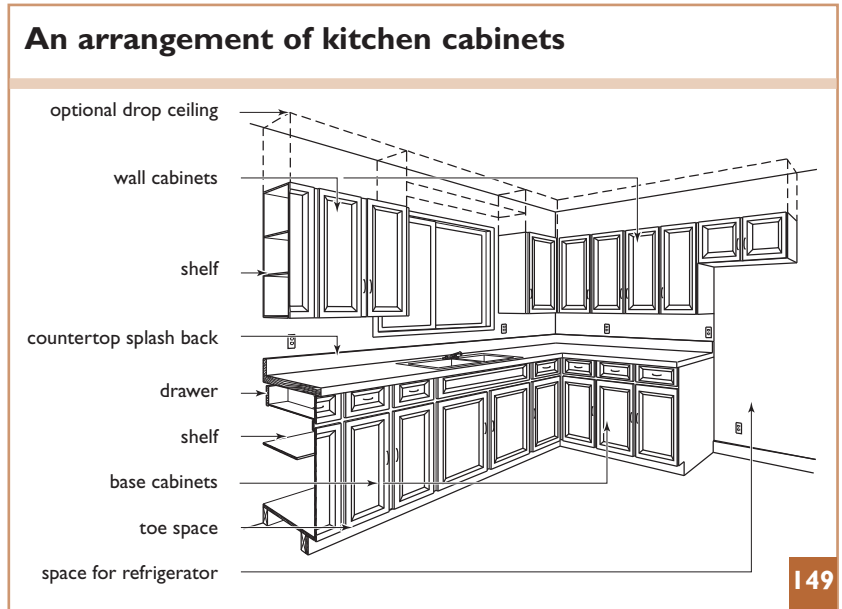 An arrangement of kitchen cabinets
optional drop ceiling
wall cabinets
shelf
countertop splash back
drawer
shelf
base cabinets
toe space
space for refrigerator
149